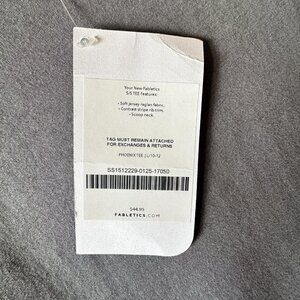 Your New Fabletics
S/S TEE features:
• Soft jersey raglan fabric,
• Contrast stripe rib trim,
• Scoop neck.
TAG MUST REMAIN ATTACHED
FOR EXCHANGES & RETURNS
PHOENIX TEE (L/10-12
SS1512229-0125-17050
$44.95
FABLETICS.COM